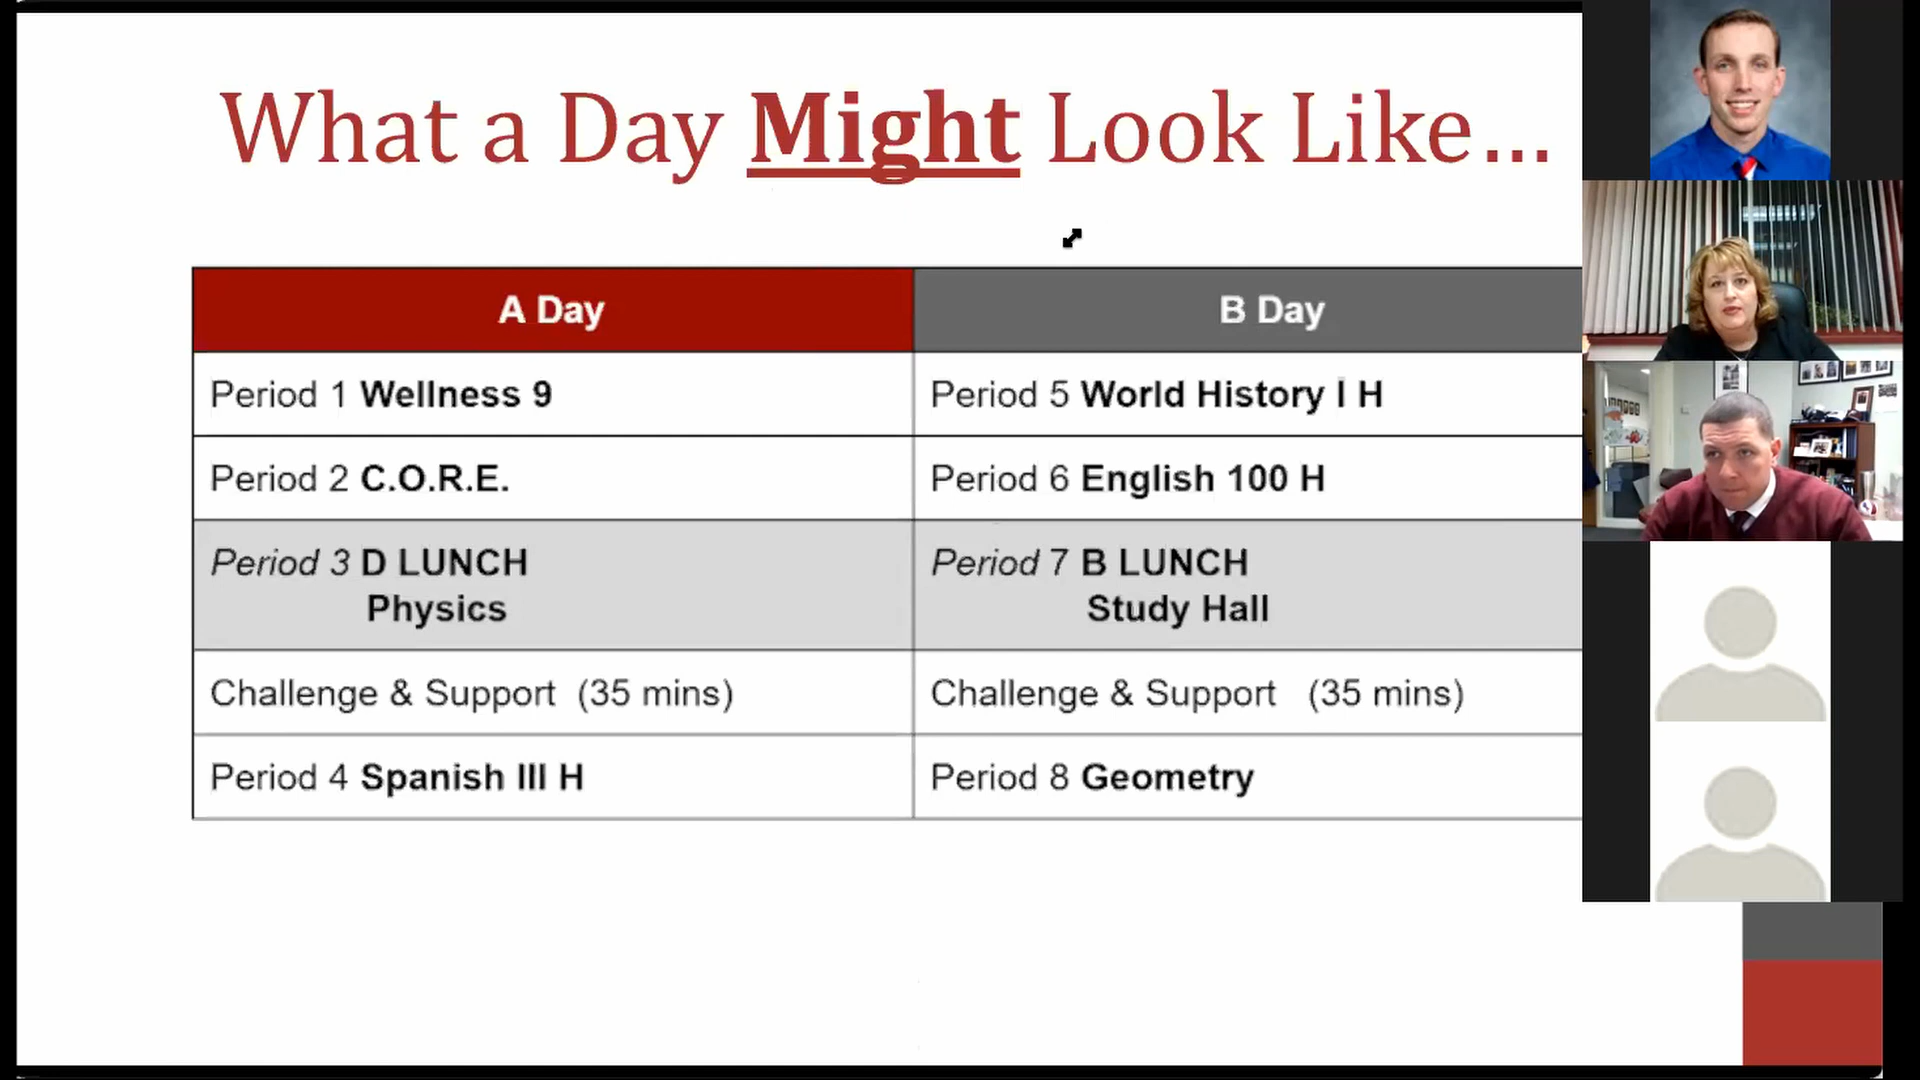 What a Day Might Look Like...
A Day
B Day
Period 1 Wellness 9
Period 5 World History I H
Period 2 C.O.R.E.
Period 6 English 100 H
Period 3 D LUNCH
Physics
Period 7 B LUNCH
Study Hall
Challenge & Support (35 mins)
Challenge & Support (35 mins)
Period 4 Spanish III H
Period 8 Geometry